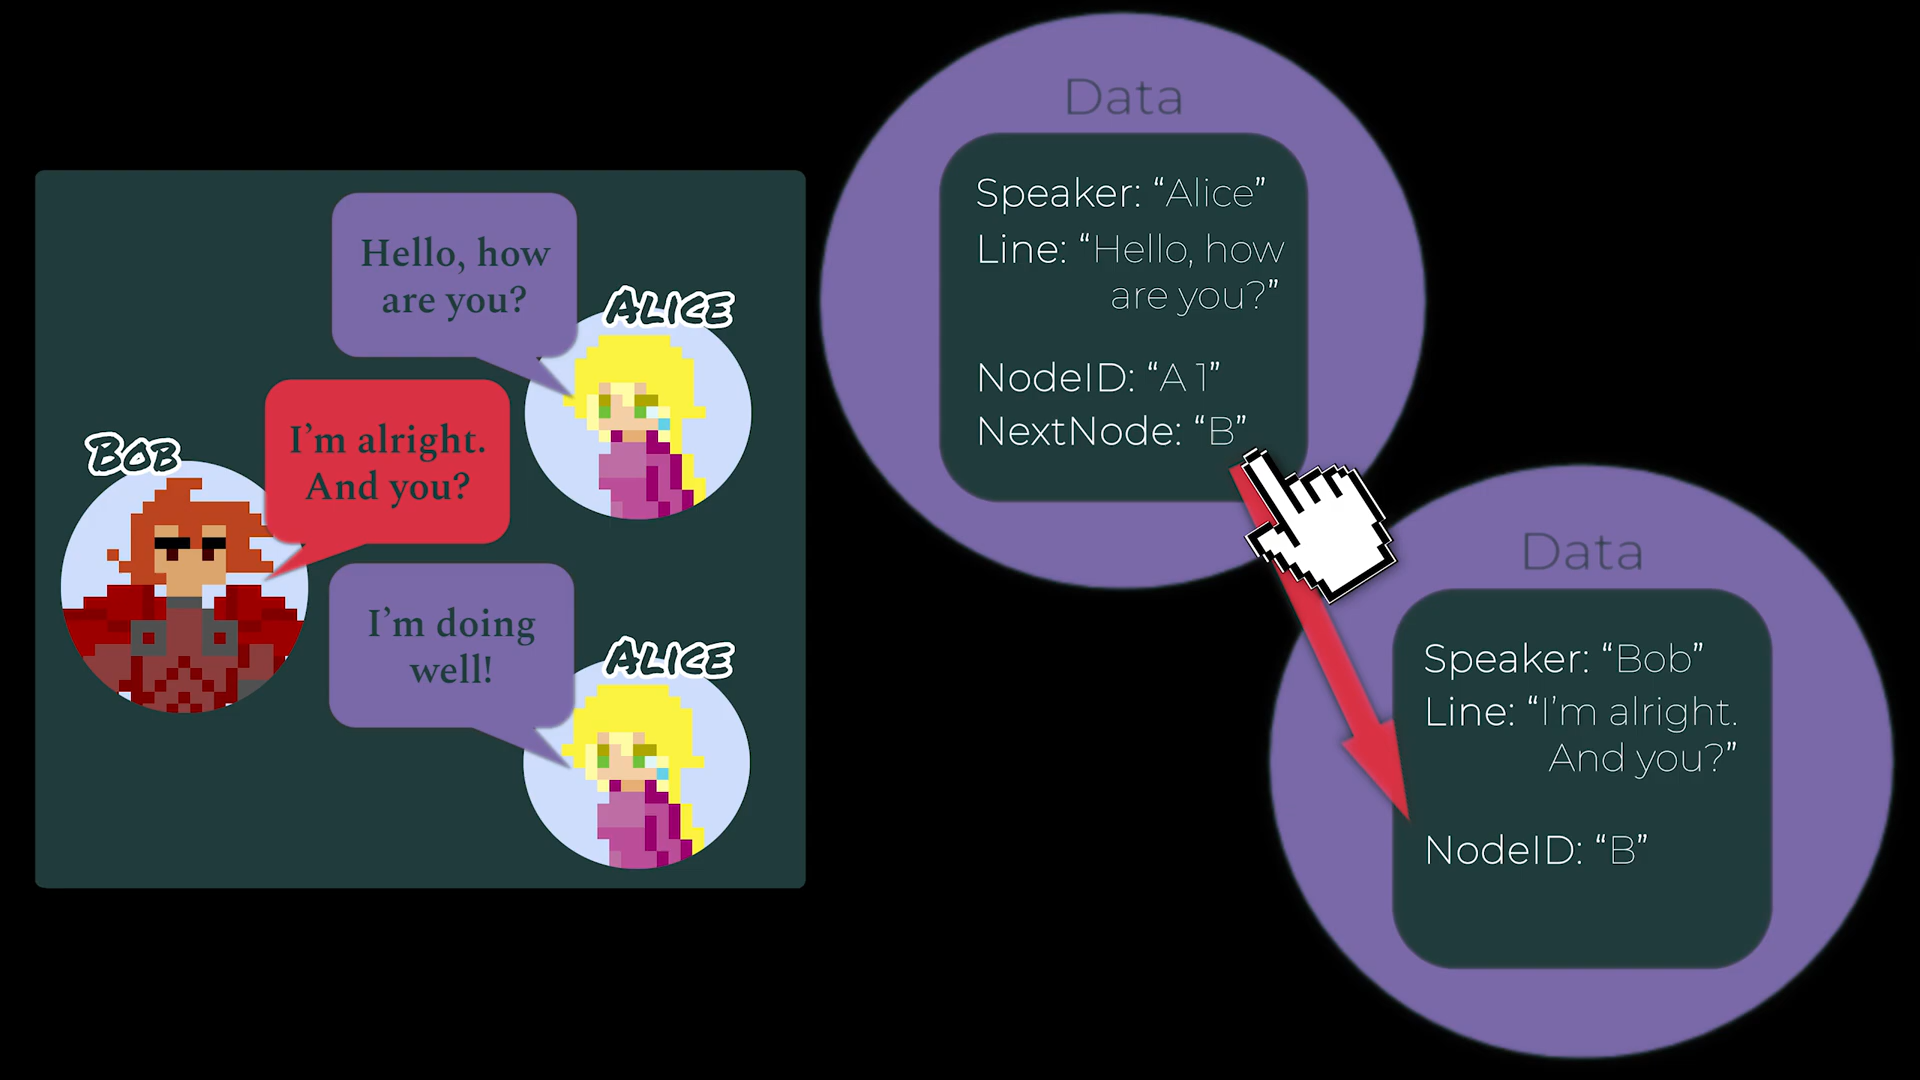 Hello, how
are you?
ALICE
BOB
I'm alright.
And you?
I'm doing
well!
ALICE
Data
Speaker: “Alice”
Line: “Hello, how
are you?”
NodeID: “A 1”
NextNode: “B”
Data
Speaker: “Bob”
Line: “I'm alright.
And you?”
NodeID: “B”